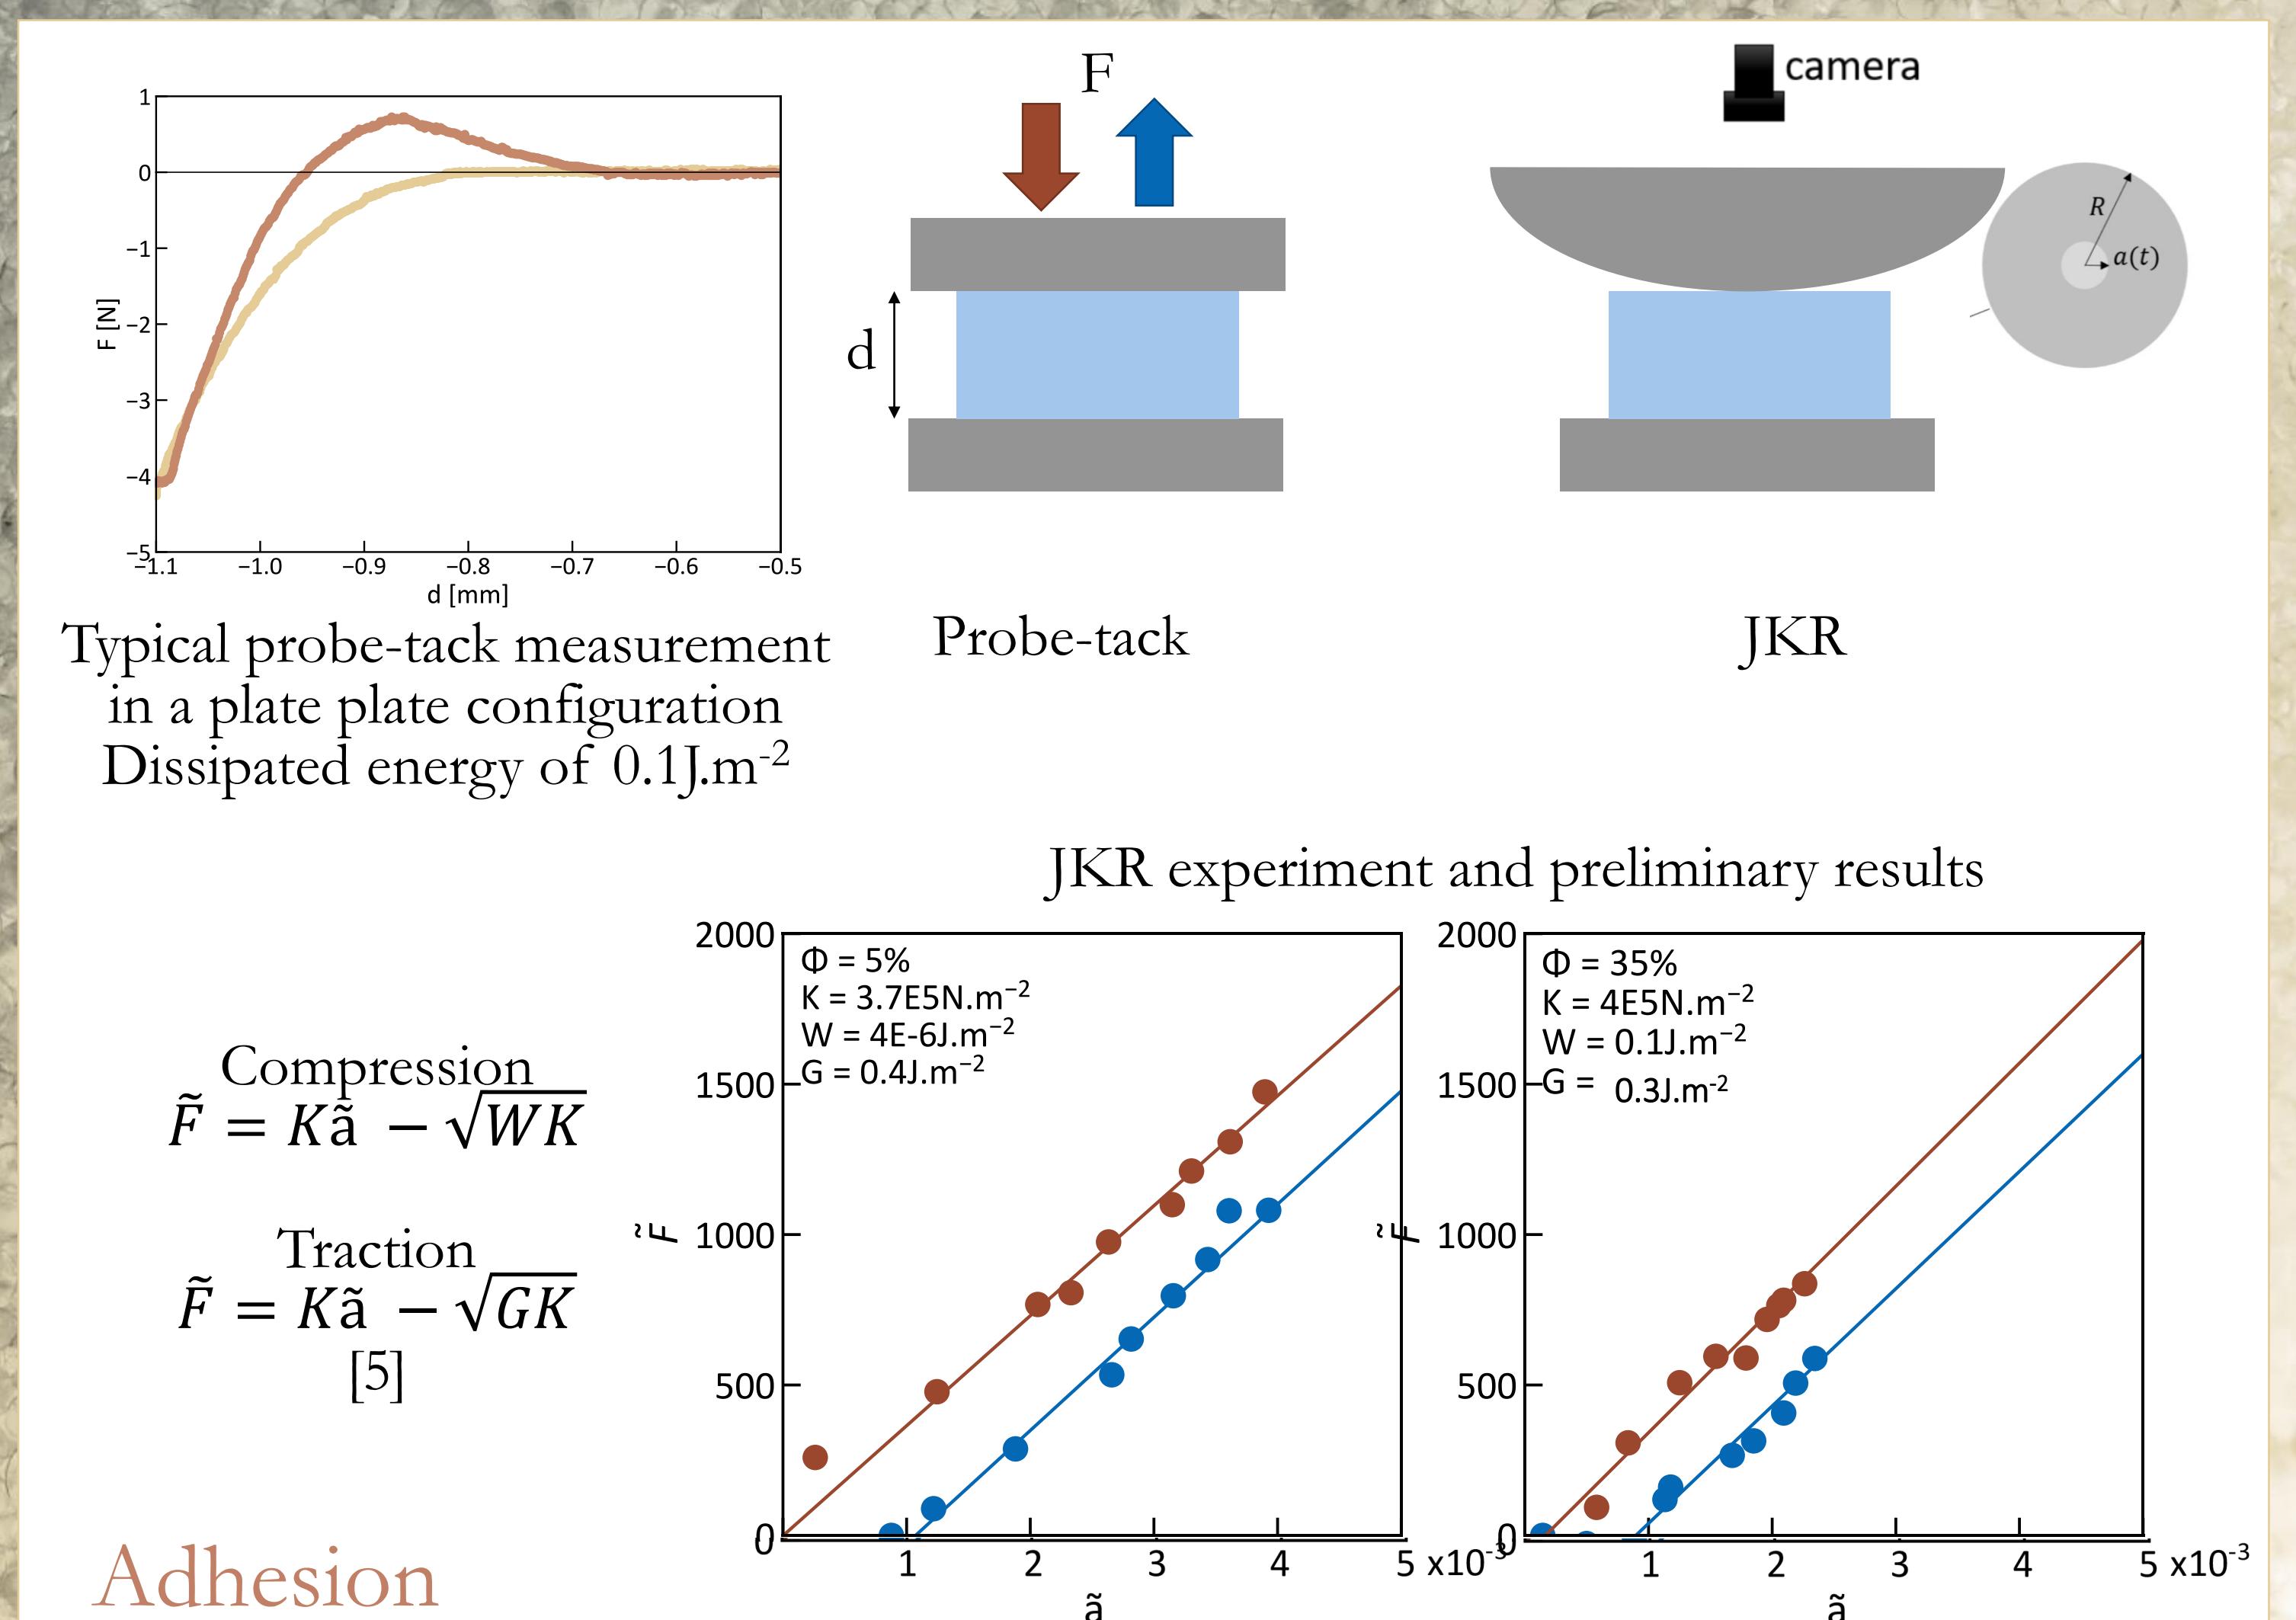 1
0
−1
−2
−3
−4
−5
F [N]
−1.1 −1.0 −0.9 −0.8 −0.7 −0.6 −0.5
d [mm]
Typical probe-tack measurement
in a plate plate configuration
Dissipated energy of 0.1J.m⁻²
F
d
Probe-tack
camera
R
a(t)
JKR
JKR experiment and preliminary results
Compression
F̃ = Kã − √WK
Traction
F̃ = Kã − √GK
[5]
2000
1500
1000
500
0
F̃
Φ = 5%
K = 3.7E5N.m⁻²
W = 4E-6J.m⁻²
G = 0.4J.m⁻²
0 1 2 3 4 5 x10⁻³
ã
2000
1500
1000
500
0
F̃
Φ = 35%
K = 4E5N.m⁻²
W = 0.1J.m⁻²
G = 0.3J.m⁻²
0 1 2 3 4 5 x10⁻³
ã
Adhesion